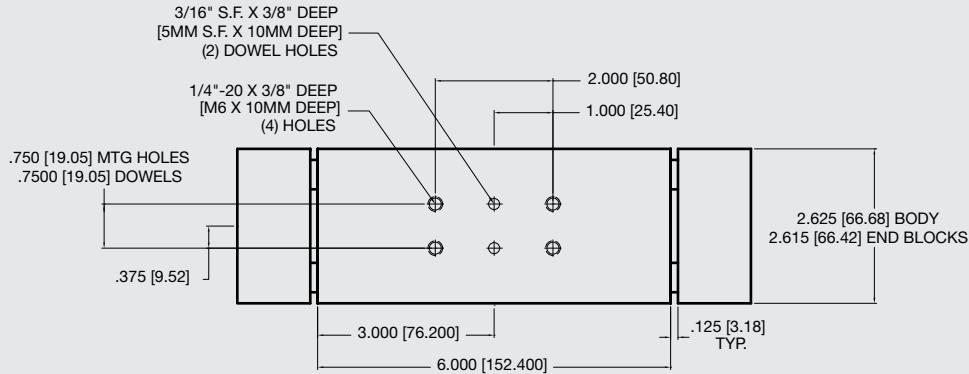 3/16" S.F. X 3/8" DEEP
[5MM S.F. X 10MM DEEP]
(2) DOWEL HOLES
1/4"-20 X 3/8" DEEP
[M6 X 10MM DEEP]
(4) HOLES
2.000 [50.80]
1.000 [25.40]
.750 [19.05] MTG HOLES
.7500 [19.05] DOWELS
.375 [9.52]
2.625 [66.68] BODY
2.615 [66.42] END BLOCKS
3.000 [76.200]
.125 [3.18]
TYP.
6.000 [152.400]